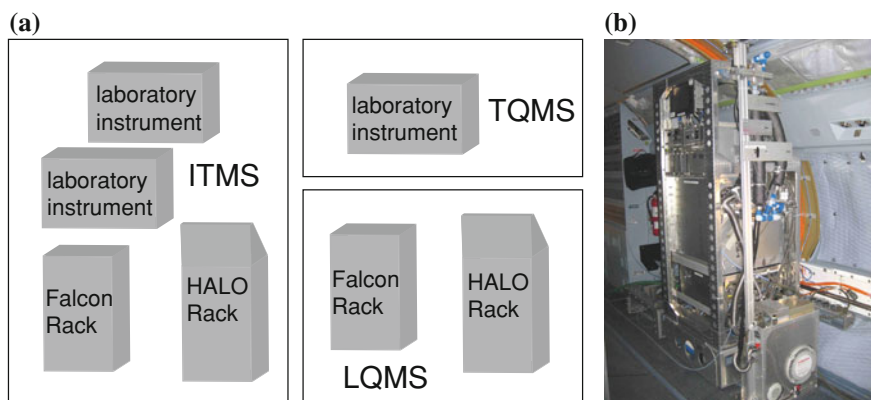 (a)
laboratory
instrument
laboratory
instrument
ITMS
Falcon
Rack
HALO
Rack
laboratory
instrument
TQMS
Falcon
Rack
HALO
Rack
LQMS
(b)